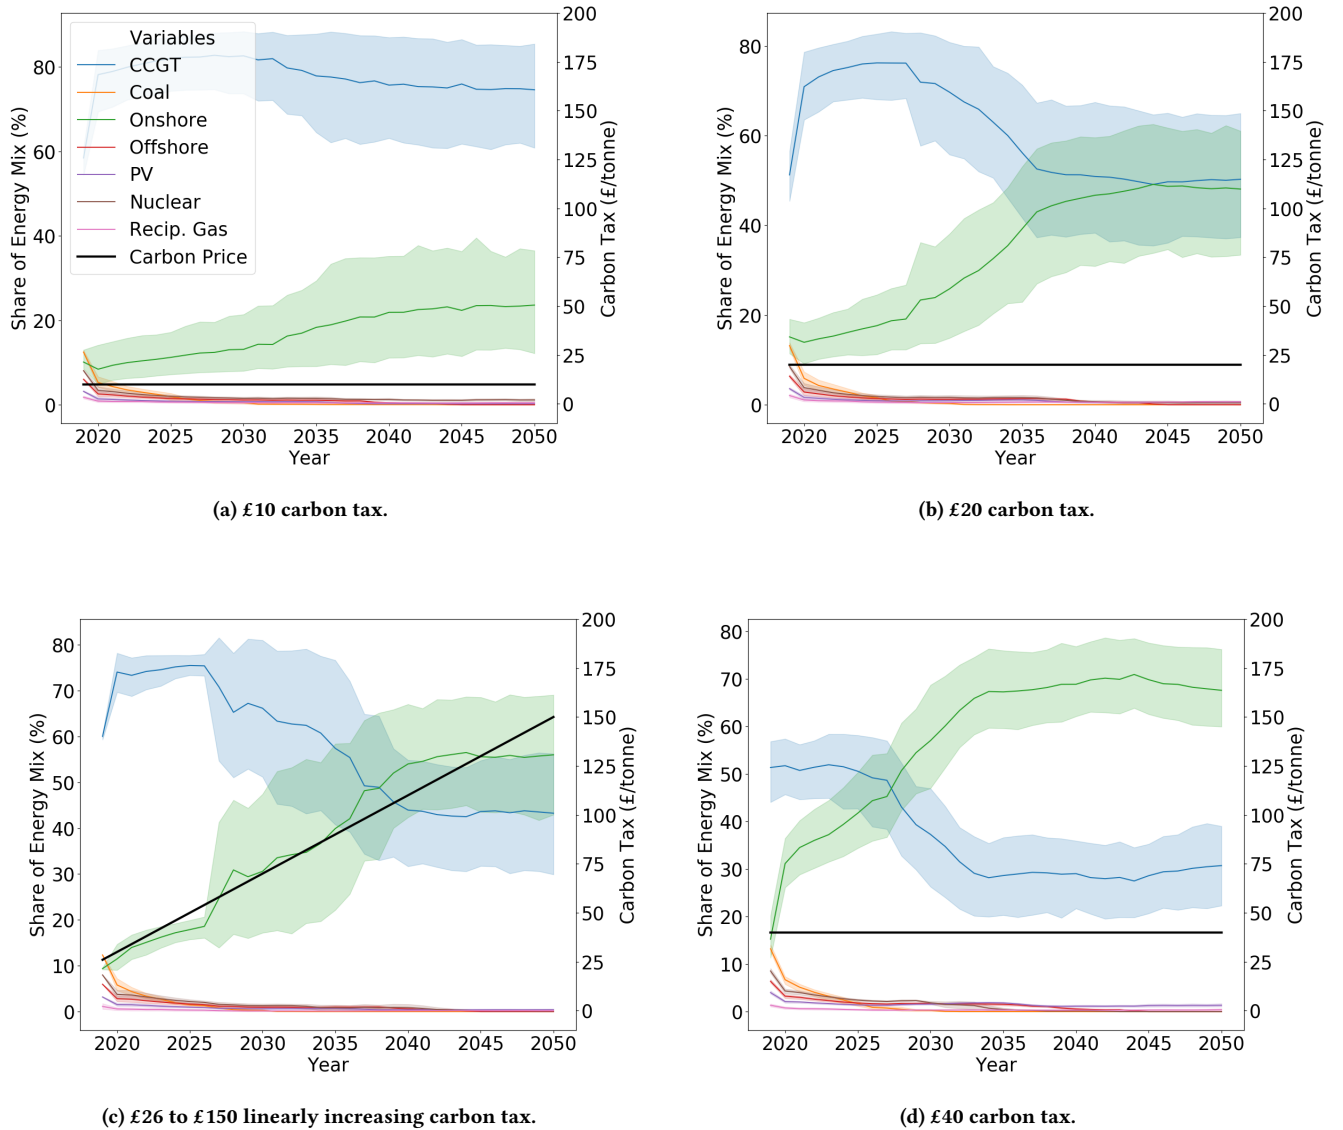 Variables
CCGT
Coal
Onshore
Offshore
PV
Nuclear
Recip. Gas
Carbon Price
Share of Energy Mix (%)
0
20
40
60
80
2020 2025 2030 2035 2040 2045 2050
Year
0
25
50
75
100
125
150
175
200
Carbon Tax (£/tonne)
(a) £10 carbon tax.
Share of Energy Mix (%)
0
20
40
60
80
2020 2025 2030 2035 2040 2045 2050
Year
0
25
50
75
100
125
150
175
200
Carbon Tax (£/tonne)
(b) £20 carbon tax.
Share of Energy Mix (%)
0
10
20
30
40
50
60
70
80
2020 2025 2030 2035 2040 2045 2050
Year
0
25
50
75
100
125
150
175
200
Carbon Tax (£/tonne)
(c) £26 to £150 linearly increasing carbon tax.
Share of Energy Mix (%)
0
10
20
30
40
50
60
70
80
2020 2025 2030 2035 2040 2045 2050
Year
0
25
50
75
100
125
150
175
200
Carbon Tax (£/tonne)
(d) £40 carbon tax.